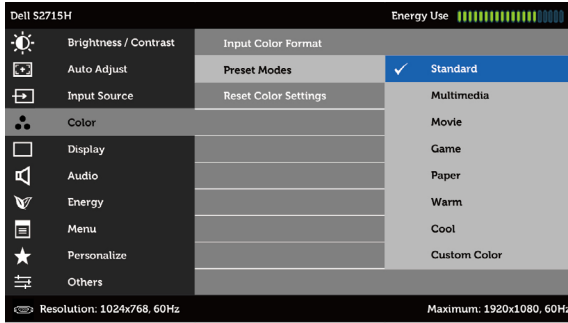 Dell S2715H
Energy Use
Brightness / Contrast
Auto Adjust
Input Source
Color
Display
Audio
Energy
Menu
Personalize
Others
Input Color Format
Preset Modes
Reset Color Settings
Standard
Multimedia
Movie
Game
Paper
Warm
Cool
Custom Color
Resolution: 1024x768, 60Hz
Maximum: 1920x1080, 60Hz